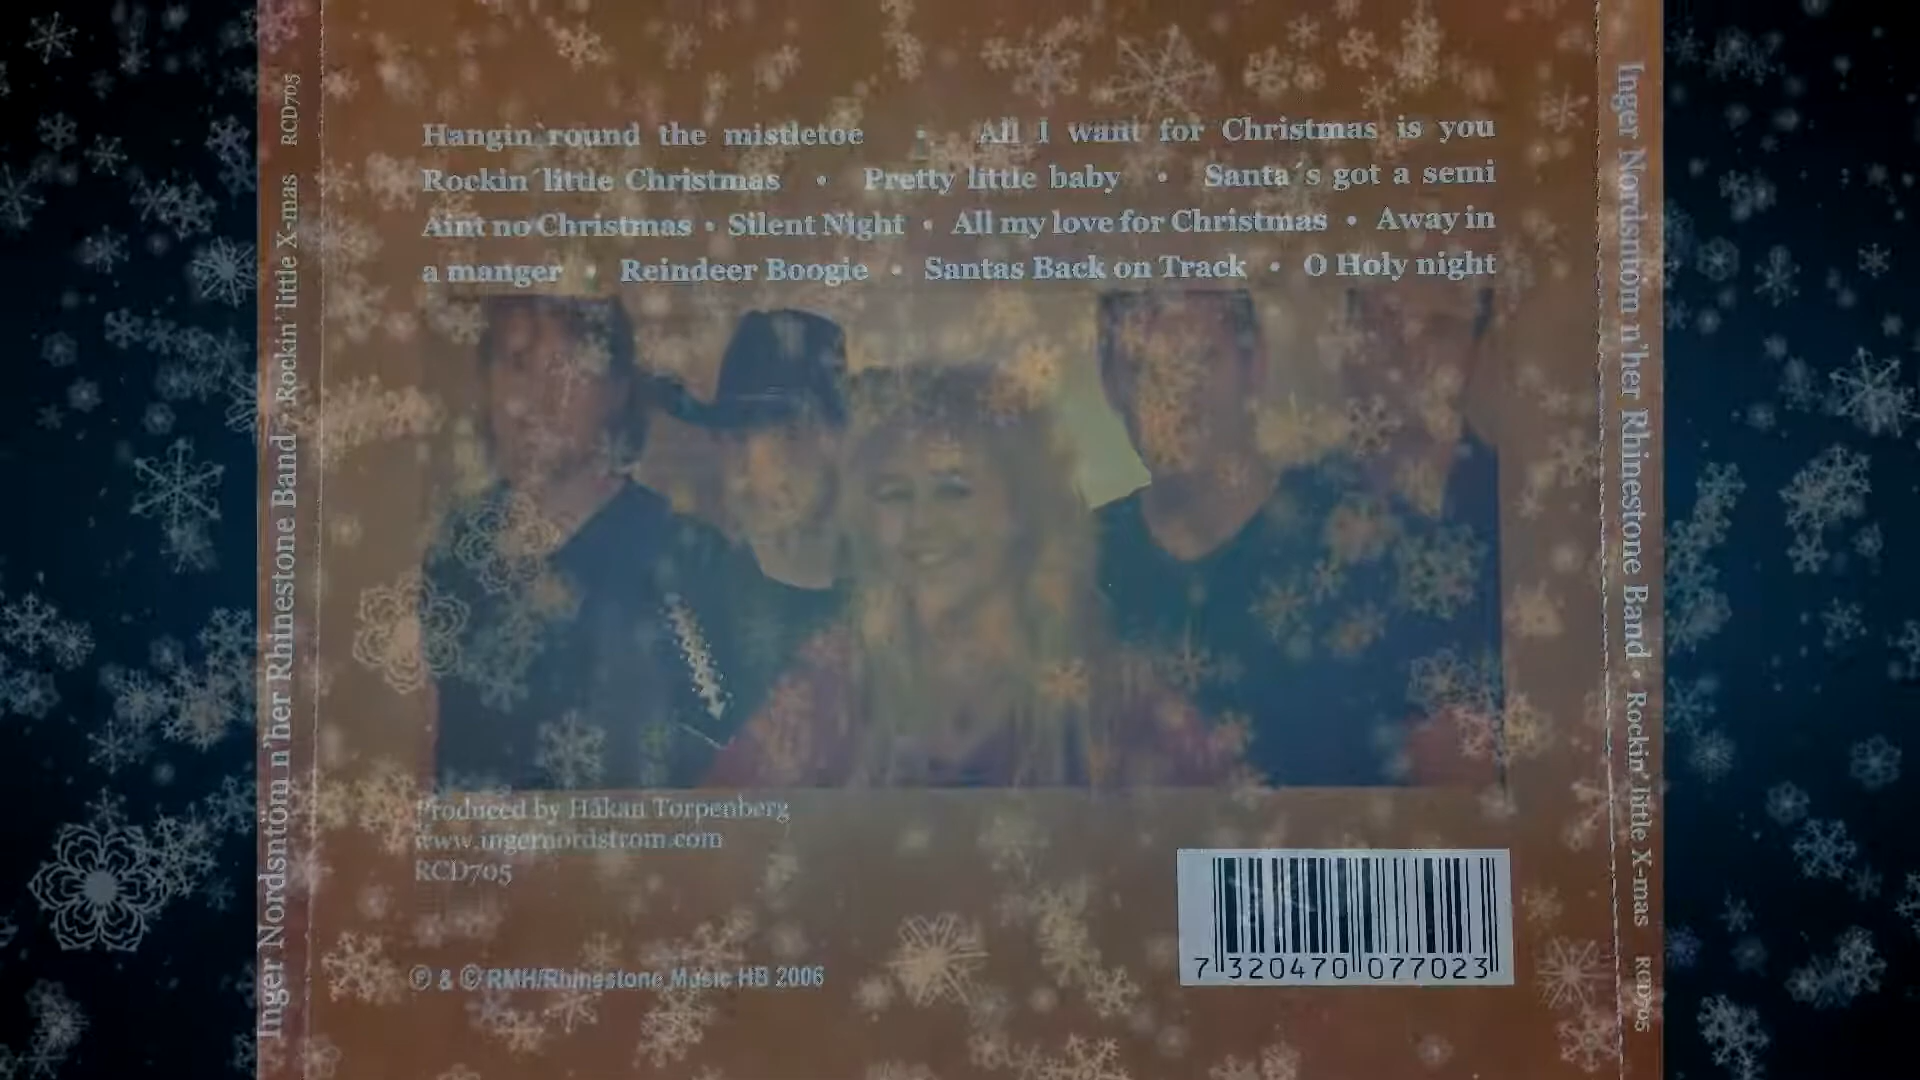 Hangin'round the mistletoe • All I want for Christmas is you
Rockin´little Christmas • Pretty little baby • Santa´s got a semi
Aint no Christmas • Silent Night • All my love for Christmas • Away in
a manger • Reindeer Boogie • Santas Back on Track • O Holy night
Produced by Håkan Torpenberg
www.ingernordstrom.com
RCD705
℗ & © RMH/Rhinestone Music HB 2006
7 320470 077023
Inger Nordstöm n'her Rhinestone Band • Rockin' little X-mas RCD705
Inger Nordstöm n'her Rhinestone Band • Rockin' little X-mas RCD705